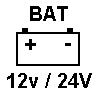 BAT
+ -
12v / 24V